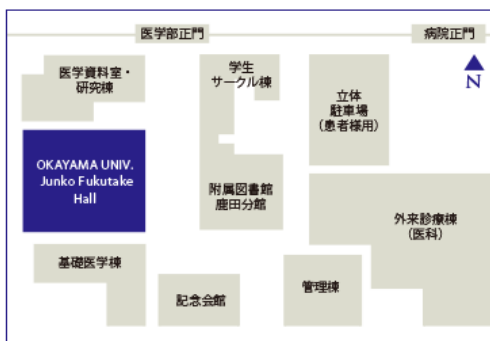 医学部正門
病院正門
医学資料室・
研究棟
学生
サークル棟
立体
駐車場
(患者様用)
N
OKAYAMA UNIV.
Junko Fukutake
Hall
附属図書館
鹿田分館
外来診療棟
(医科)
基礎医学棟
記念会館
管理棟